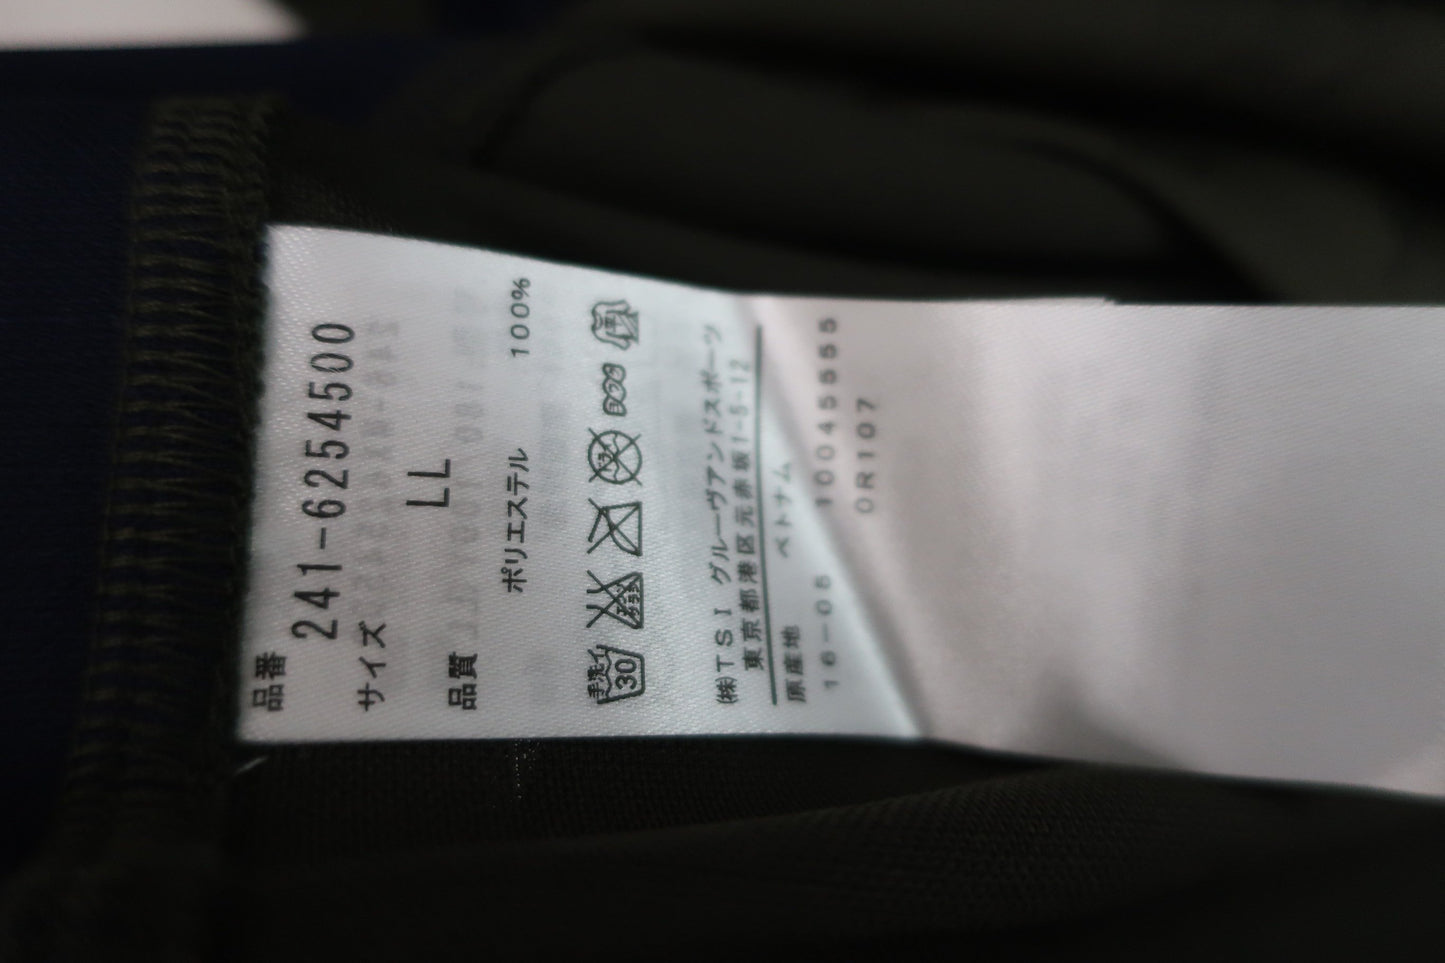 品番
241-6254500
サイズ
LL
品質
ポリエステル 100%
手洗イ
30
(株)TSI グルーヴアンドスポーツ
東京都港区元赤坂1-5-12
原産地 ベトナム
16-08 10045555
0R107